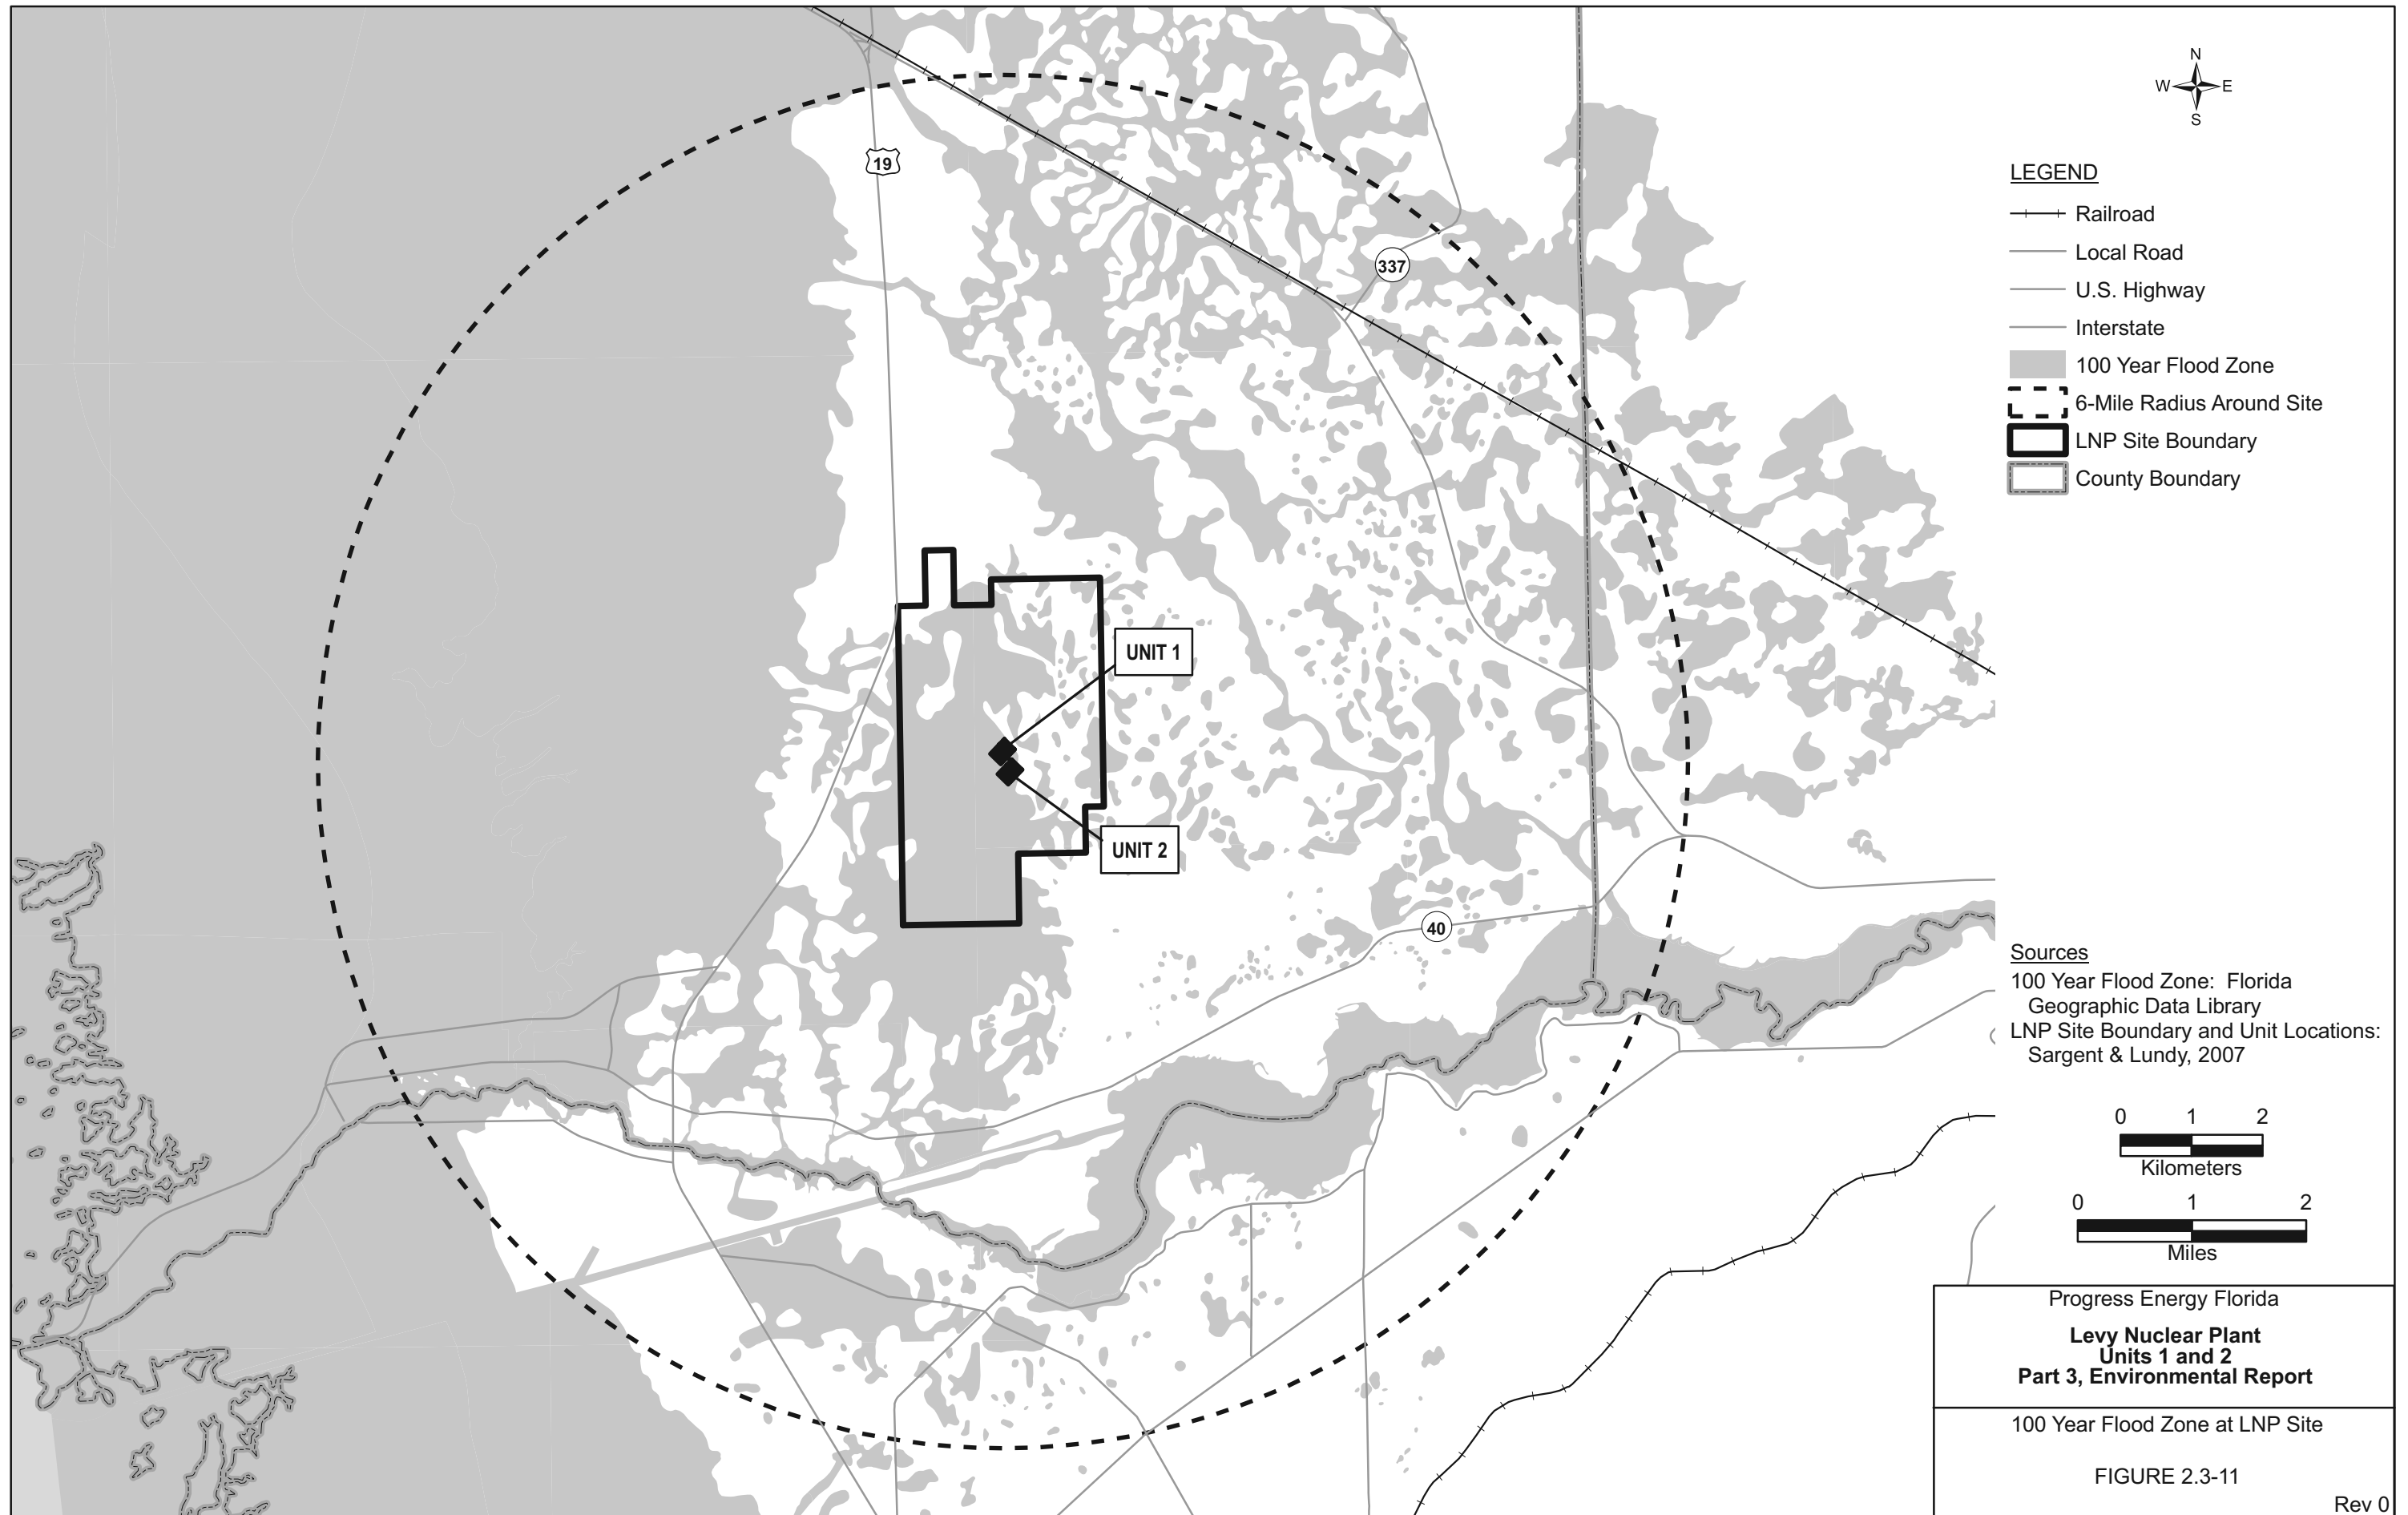 N
W E
S
19
337
UNIT 1
UNIT 2
40
LEGEND
Railroad
Local Road
U.S. Highway
Interstate
100 Year Flood Zone
6-Mile Radius Around Site
LNP Site Boundary
County Boundary
Sources
100 Year Flood Zone: Florida
Geographic Data Library
LNP Site Boundary and Unit Locations:
Sargent & Lundy, 2007
0 1 2
Kilometers
0 1 2
Miles
Progress Energy Florida
Levy Nuclear Plant
Units 1 and 2
Part 3, Environmental Report
100 Year Flood Zone at LNP Site
FIGURE 2.3-11
Rev 0